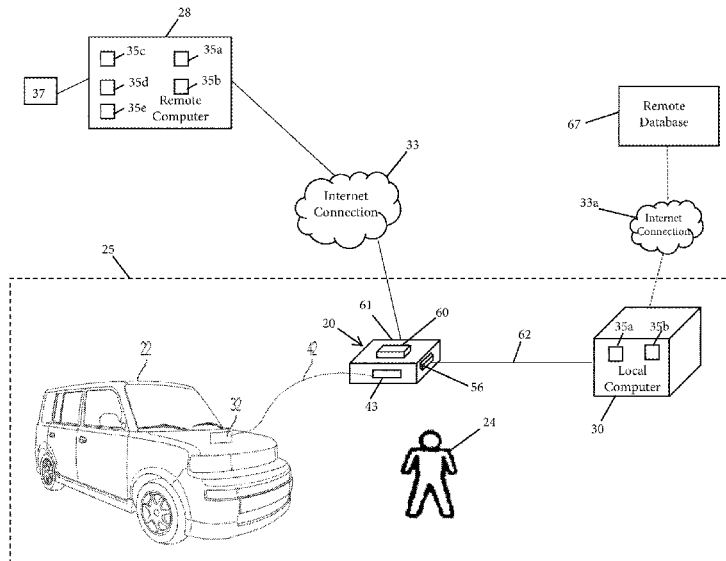 28
35c
35a
35d
35b
37
35e
Remote
Computer
Remote
Database
67
33
Internet
Connection
33a
Internet
Connection
25
61
60
20
62
35a
35b
Local
Computer
22
42
32
43
56
24
30